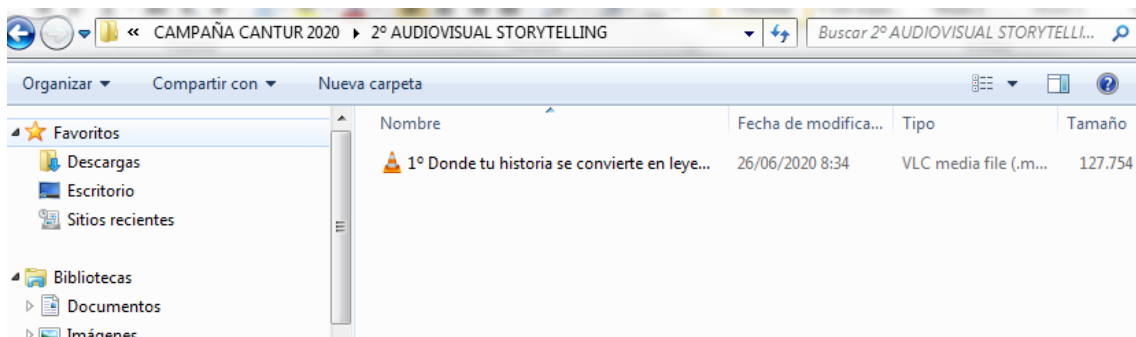 « CAMPAÑA CANTUR 2020 ▸ 2º AUDIOVISUAL STORYTELLING
Buscar 2º AUDIOVISUAL STORYTELLI...
Organizar Compartir con Nueva carpeta
Favoritos
Descargas
Escritorio
Sitios recientes
Bibliotecas
Documentos
Imágenes
Nombre Fecha de modifica... Tipo Tamaño
1º Donde tu historia se convierte en leye... 26/06/2020 8:34 VLC media file (.m... 127.754